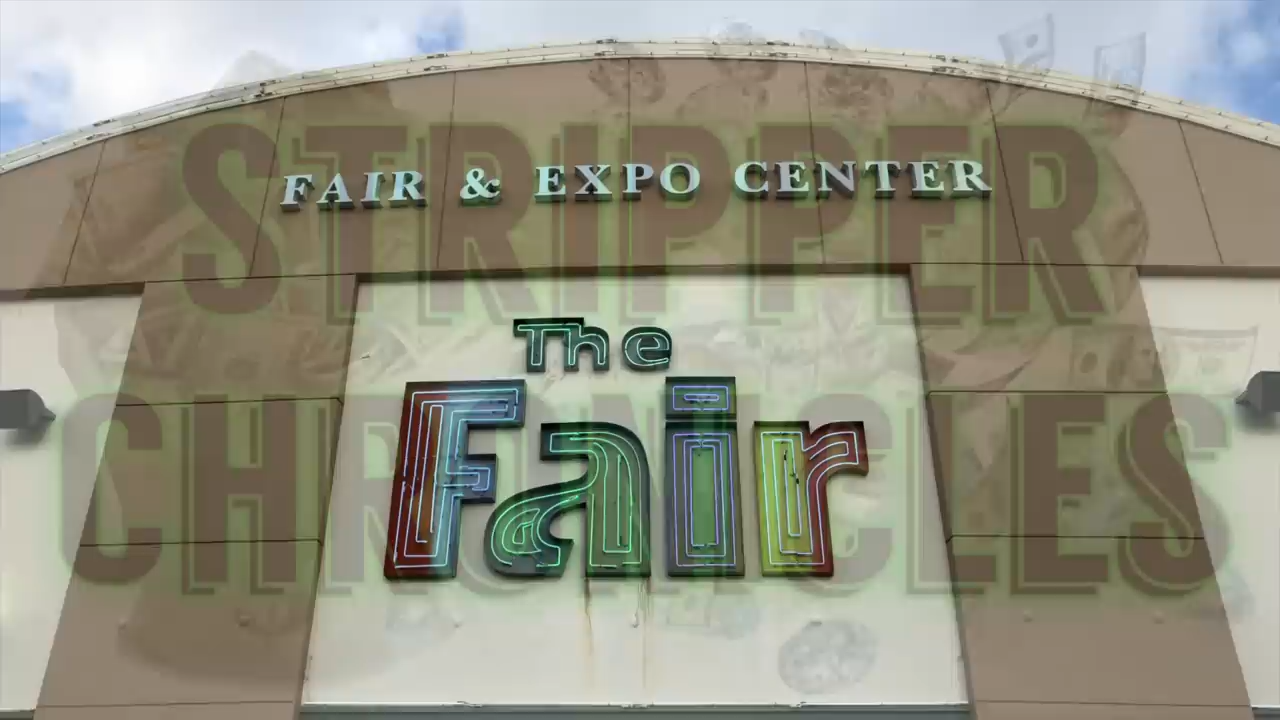 STRIPPER
FAIR & EXPO CENTER
The
Fair
CHRONICLES